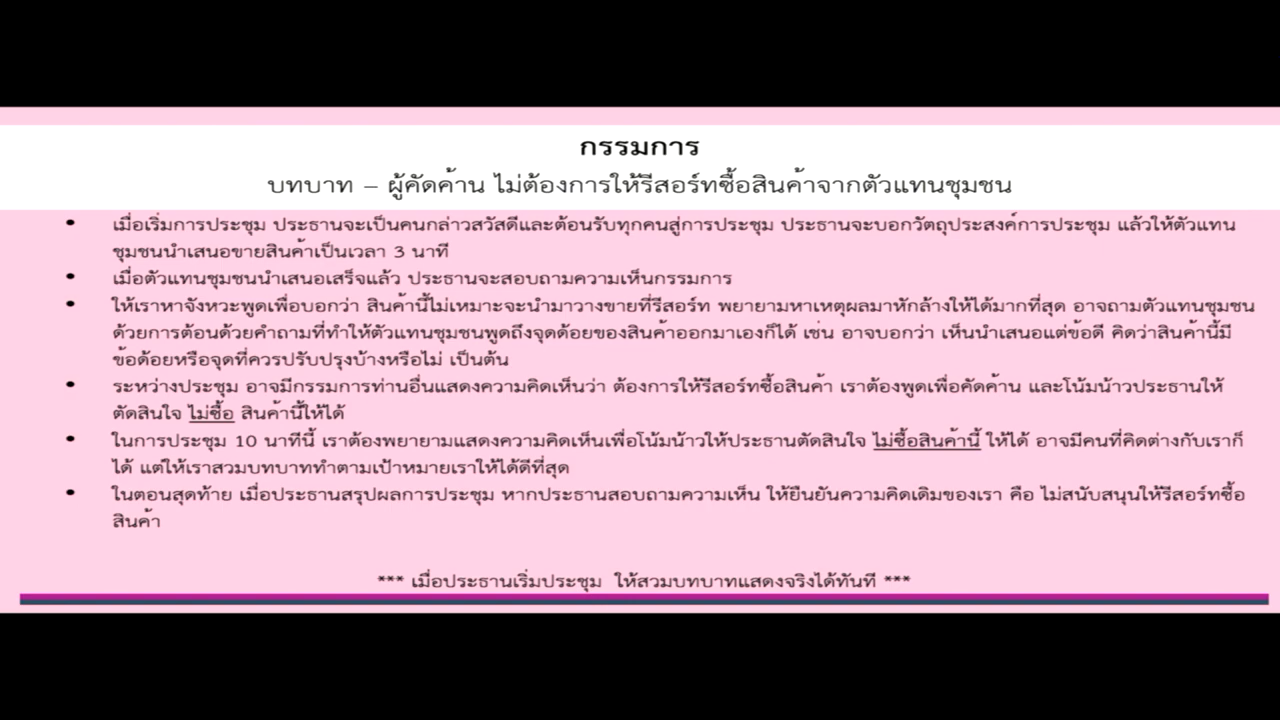 กรรมการ
บทบาท – ผู้คัดค้าน ไม่ต้องการให้รีสอร์ทซื้อสินค้าจากตัวแทนชุมชน
• เมื่อเริ่มการประชุม ประธานจะเป็นคนกล่าวสวัสดีและต้อนรับทุกคนสู่การประชุม ประธานจะบอกวัตถุประสงค์การประชุม แล้วให้ตัวแทน
ชุมชนนำเสนอขายสินค้าเป็นเวลา 3 นาที
• เมื่อตัวแทนชุมชนนำเสนอเสร็จแล้ว ประธานจะสอบถามความเห็นกรรมการ
• ให้เราหาจังหวะพูดเพื่อบอกว่า สินค้านี้ไม่เหมาะจะนำมาวางขายที่รีสอร์ท พยายามหาเหตุผลมาหักล้างให้ได้มากที่สุด อาจถามตัวแทนชุมชน
ด้วยการต้อนด้วยคำถามที่ทำให้ตัวแทนชุมชนพูดถึงจุดด้อยของสินค้าออกมาเองก็ได้ เช่น อาจบอกว่า เห็นนำเสนอแต่ข้อดี คิดว่าสินค้านี้มี
ข้อด้อยหรือจุดที่ควรปรับปรุงบ้างหรือไม่ เป็นต้น
• ระหว่างประชุม อาจมีกรรมการท่านอื่นแสดงความคิดเห็นว่า ต้องการให้รีสอร์ทซื้อสินค้า เราต้องพูดเพื่อคัดค้าน และโน้มน้าวประธานให้
ตัดสินใจ ไม่ซื้อ สินค้านี้ให้ได้
• ในการประชุม 10 นาทีนี้ เราต้องพยายามแสดงความคิดเห็นเพื่อโน้มน้าวให้ประธานตัดสินใจ ไม่ซื้อสินค้านี้ ให้ได้ อาจมีคนที่คิดต่างกับเราก็
ได้ แต่ให้เราสวมบทบาททำตามเป้าหมายเราให้ได้ดีที่สุด
• ในตอนสุดท้าย เมื่อประธานสรุปผลการประชุม หากประธานสอบถามความเห็น ให้ยืนยันความคิดเดิมของเรา คือ ไม่สนับสนุนให้รีสอร์ทซื้อ
สินค้า
*** เมื่อประธานเริ่มประชุม ให้สวมบทบาทแสดงจริงได้ทันที ***